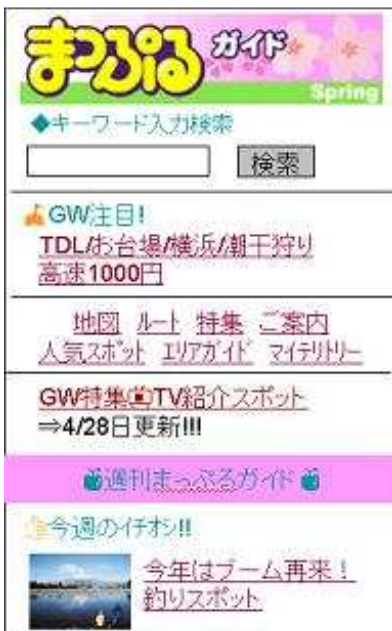 まっぷるガイド
Spring
◆キーワード入力検索
検索
GW注目!
TDL/お台場/横浜/潮干狩り
高速1000円
地図 ルート 特集 ご案内
人気スポット エリアガイド マイテリトリー
GW特集 TV紹介スポット
⇒4/28日更新!!!
週刊まっぷるガイド
今週のイチオシ!!
今年はブーム再来!
釣りスポット